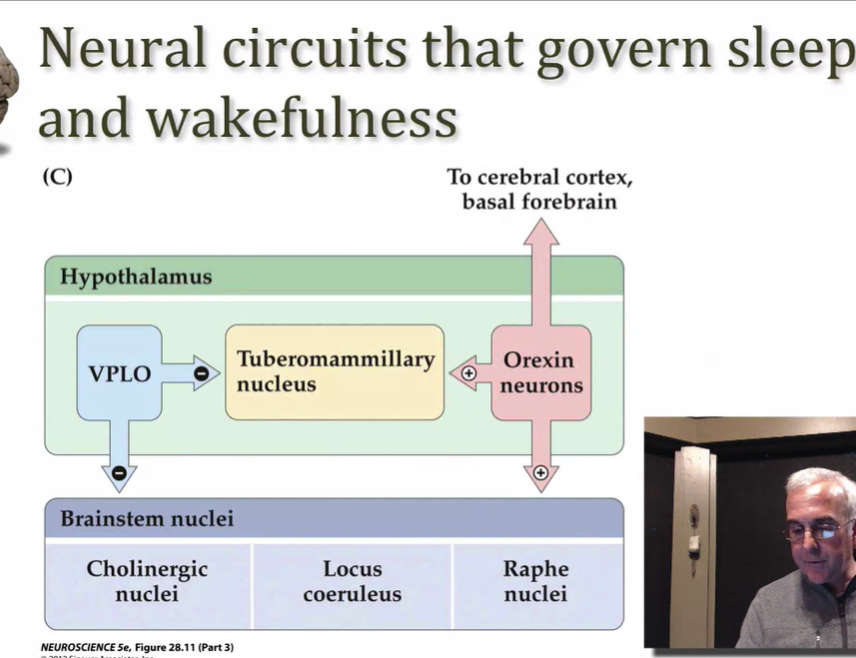 Neural circuits that govern sleep
and wakefulness
(C)
To cerebral cortex,
basal forebrain
Hypothalamus
VPLO
Tuberomammillary
nucleus
Orexin
neurons
Brainstem nuclei
Cholinergic
nuclei
Locus
coeruleus
Raphe
nuclei
NEUROSCIENCE 5e, Figure 28.11 (Part 3)